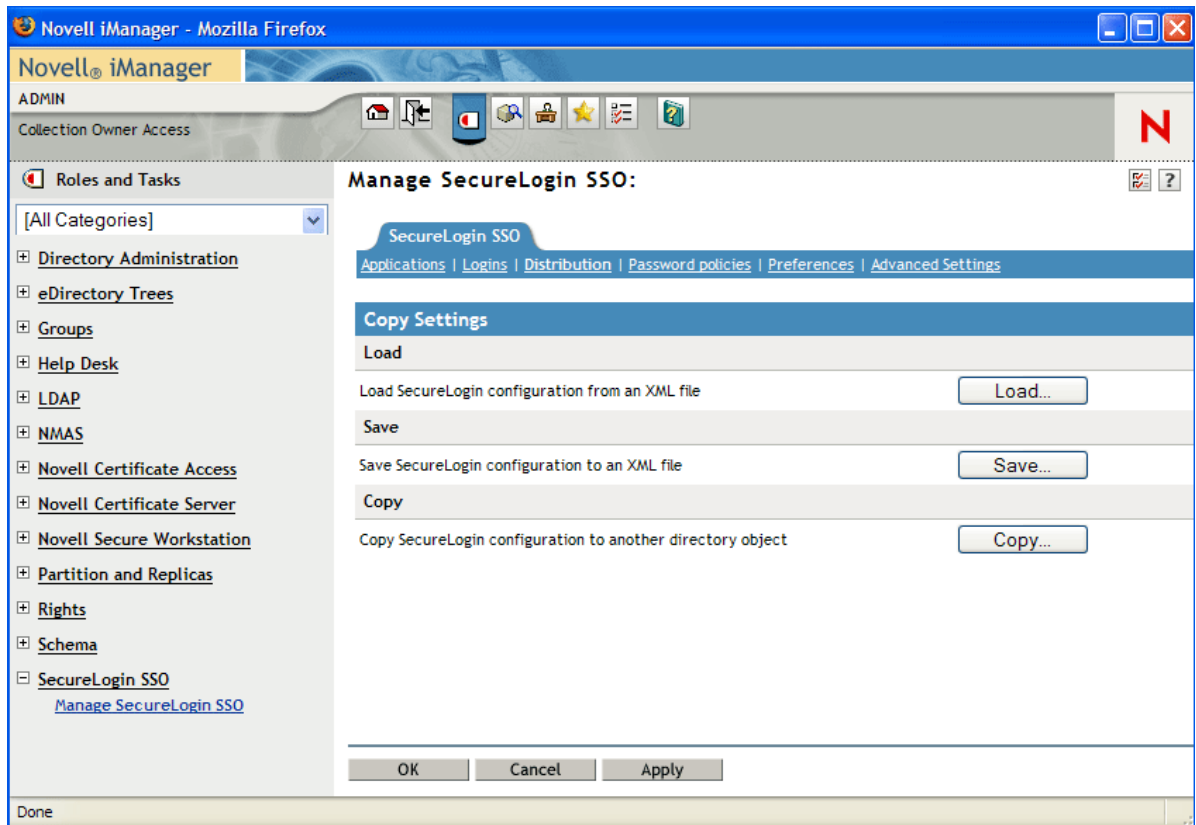 Novell iManager - Mozilla Firefox
Novell® iManager
ADMIN
Collection Owner Access
N
Roles and Tasks
[All Categories]
Directory Administration
eDirectory Trees
Groups
Help Desk
LDAP
NMAS
Novell Certificate Access
Novell Certificate Server
Novell Secure Workstation
Partition and Replicas
Rights
Schema
SecureLogin SSO
Manage SecureLogin SSO
Manage SecureLogin SSO:
?
SecureLogin SSO
Applications | Logins | Distribution | Password policies | Preferences | Advanced Settings
Copy Settings
Load
Load SecureLogin configuration from an XML file Load...
Save
Save SecureLogin configuration to an XML file Save...
Copy
Copy SecureLogin configuration to another directory object Copy...
OK Cancel Apply
Done